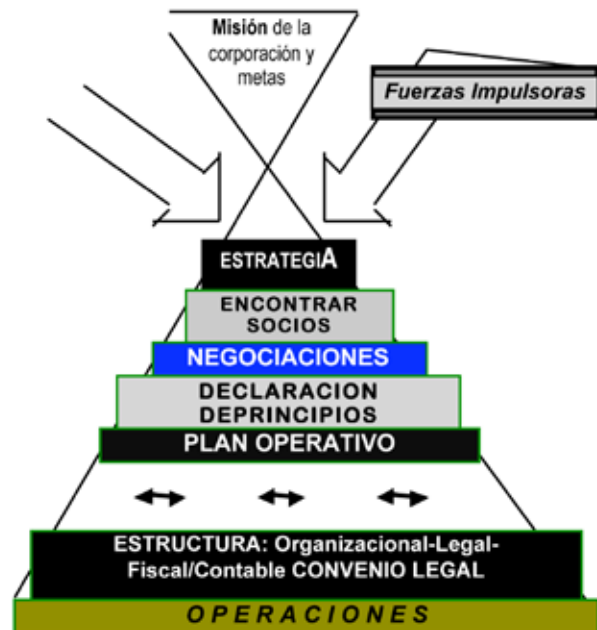 Misión de la
corporación y
metas
Fuerzas Impulsoras
ESTRATEGIA
ENCONTRAR
SOCIOS
NEGOCIACIONES
DECLARACION
DEPRINCIPIOS
PLAN OPERATIVO
ESTRUCTURA: Organizacional-Legal-
Fiscal/Contable CONVENIO LEGAL
OPERACIONES